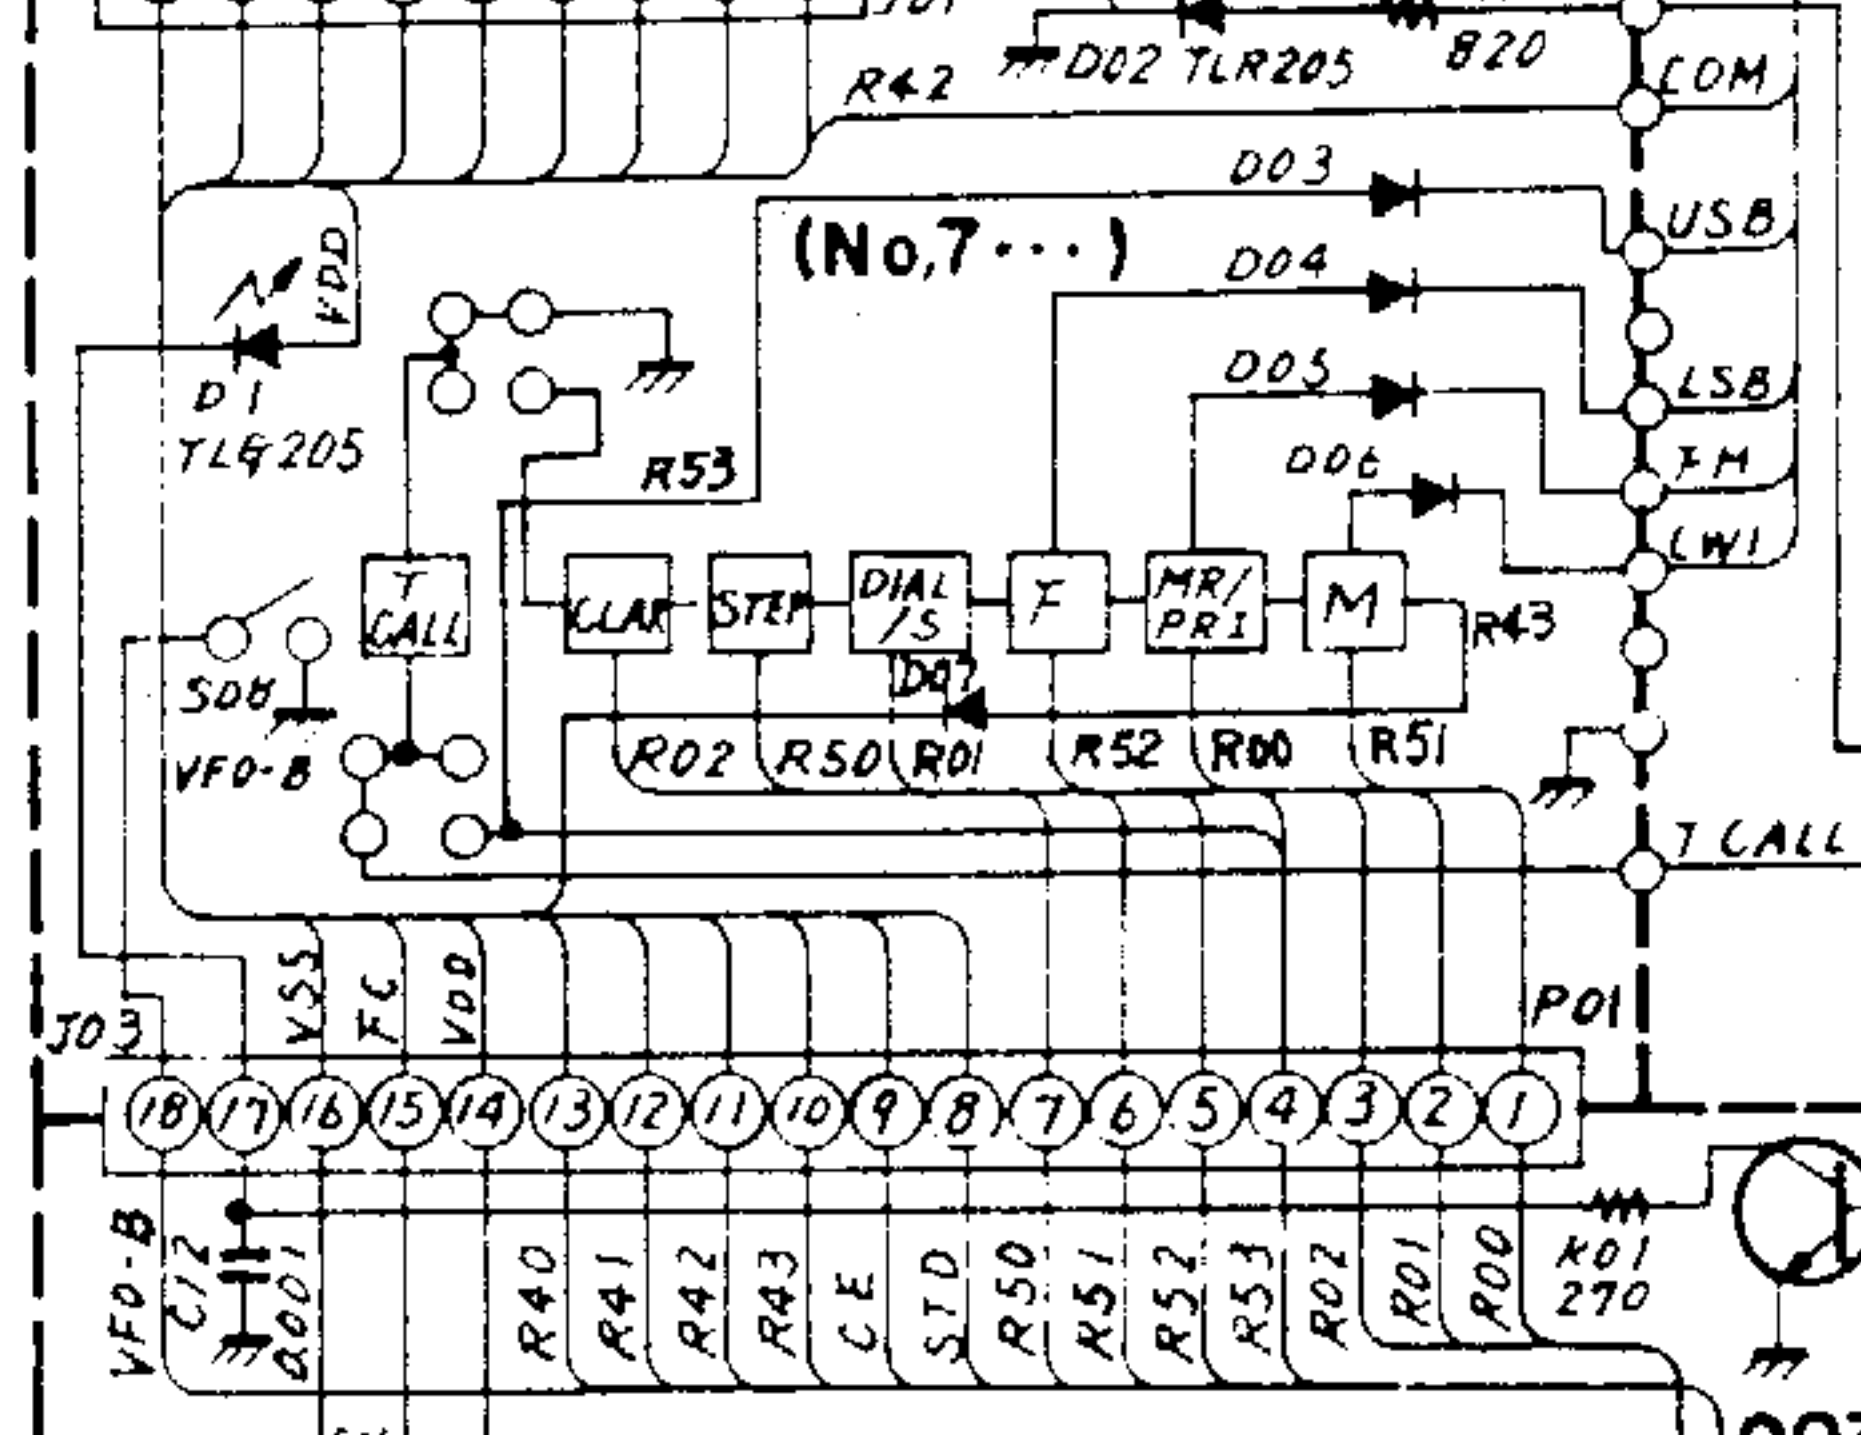 D02 TLR205
820
COM
R42
D03
USB
(No,7···)
D04
VDD
D1
TLG205
D05
LSB
R53
D06
FM
CW1
T
CALL
CLAR
STEP
DIAL
/S
F
MR/
PRI
M
R43
S08
D07
VFO-B
R02
R50
R01
R52
R00
R51
T CALL
VSS
FC
VDD
P01
J03
18 17 16 15 14 13 12 11 10 9 8 7 6 5 4 3 2 1
VFO-B
C12
0.001
R40
R41
R42
R43
CE
STD
R50
R51
R52
R53
R02
R01
R00
R01
270